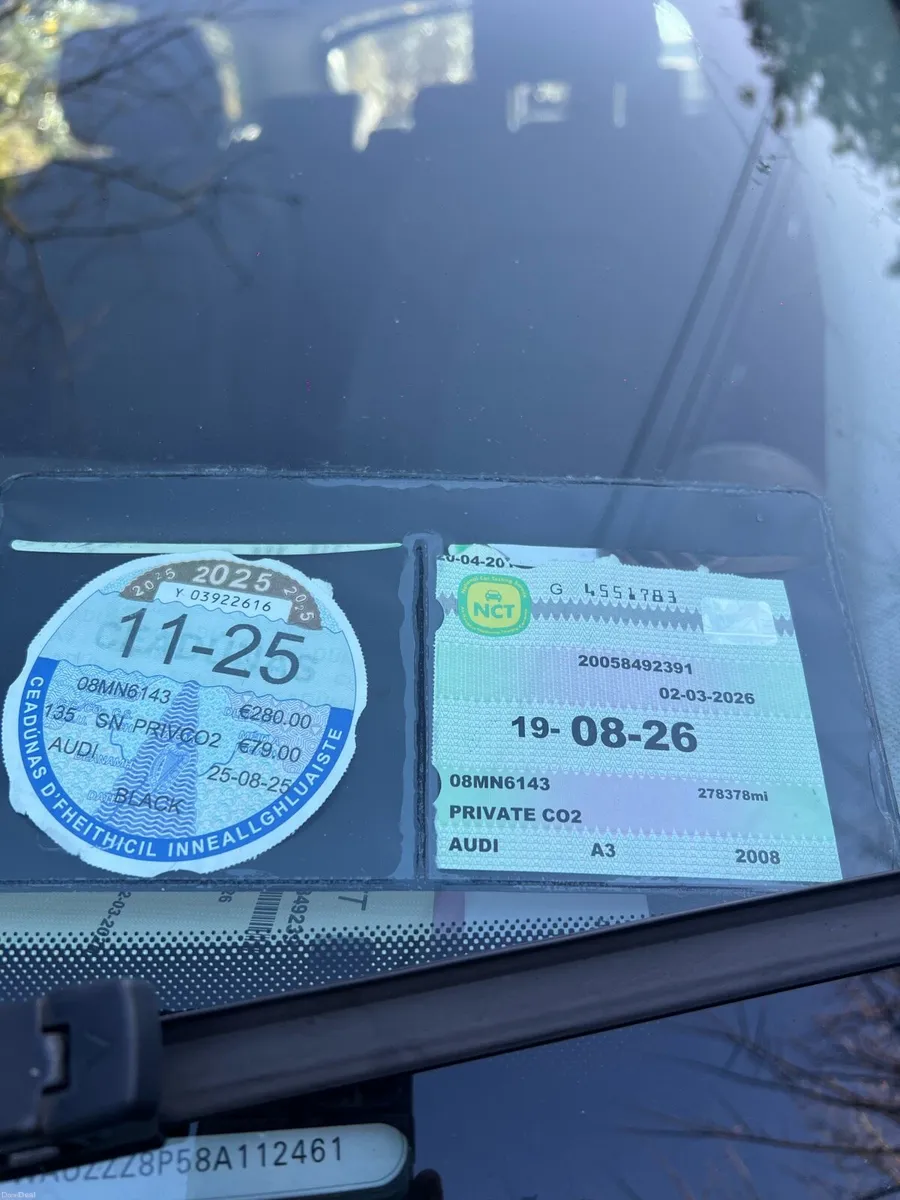 2025 2025 2025
Y 03922616
11-25
08MN6143
€280.00
135 SN PRIVCO2
€79.00
AUDI
25-08-25
BLACK
CEADÚNAS D'FHEITHICIL INNEALLGHLUAISTE
NCT
G 4551783
20058492391
02-03-2026
19-08-26
08MN6143
278378mi
PRIVATE CO2
AUDI A3 2008
ZZZ8P58A112461
DoneDeal